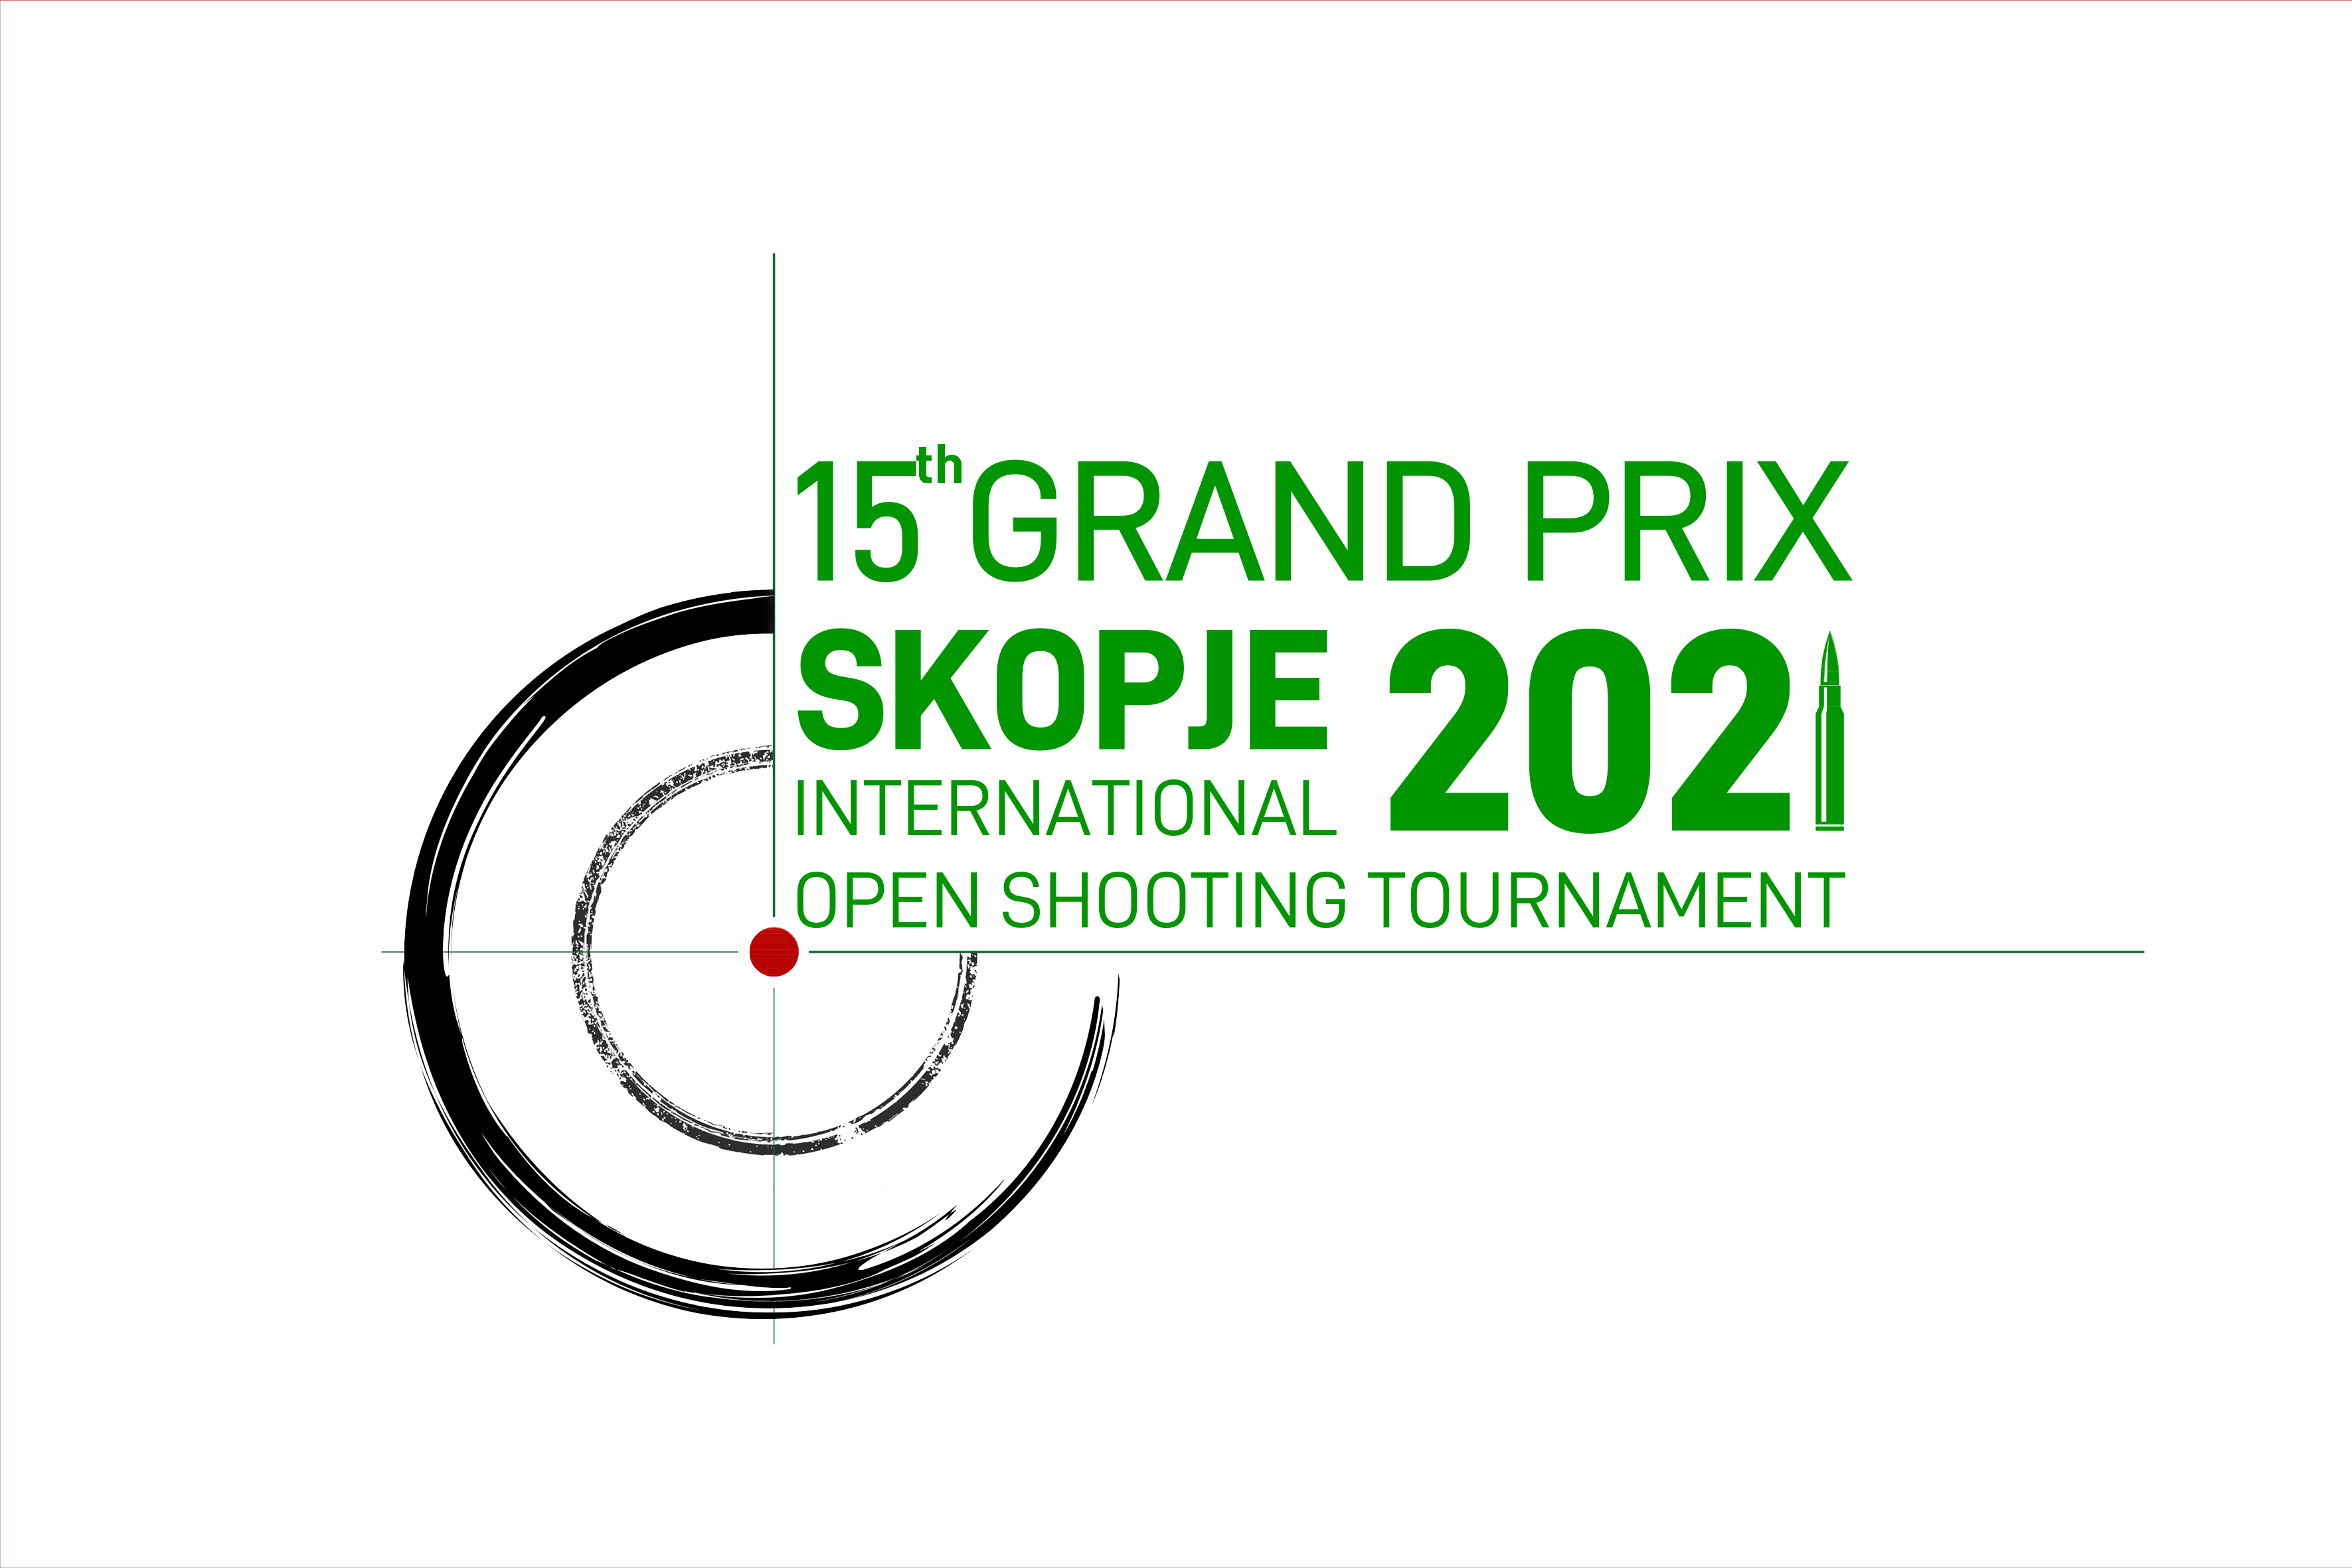 15th GRAND PRIX
SKOPJE 2021
INTERNATIONAL
OPEN SHOOTING TOURNAMENT